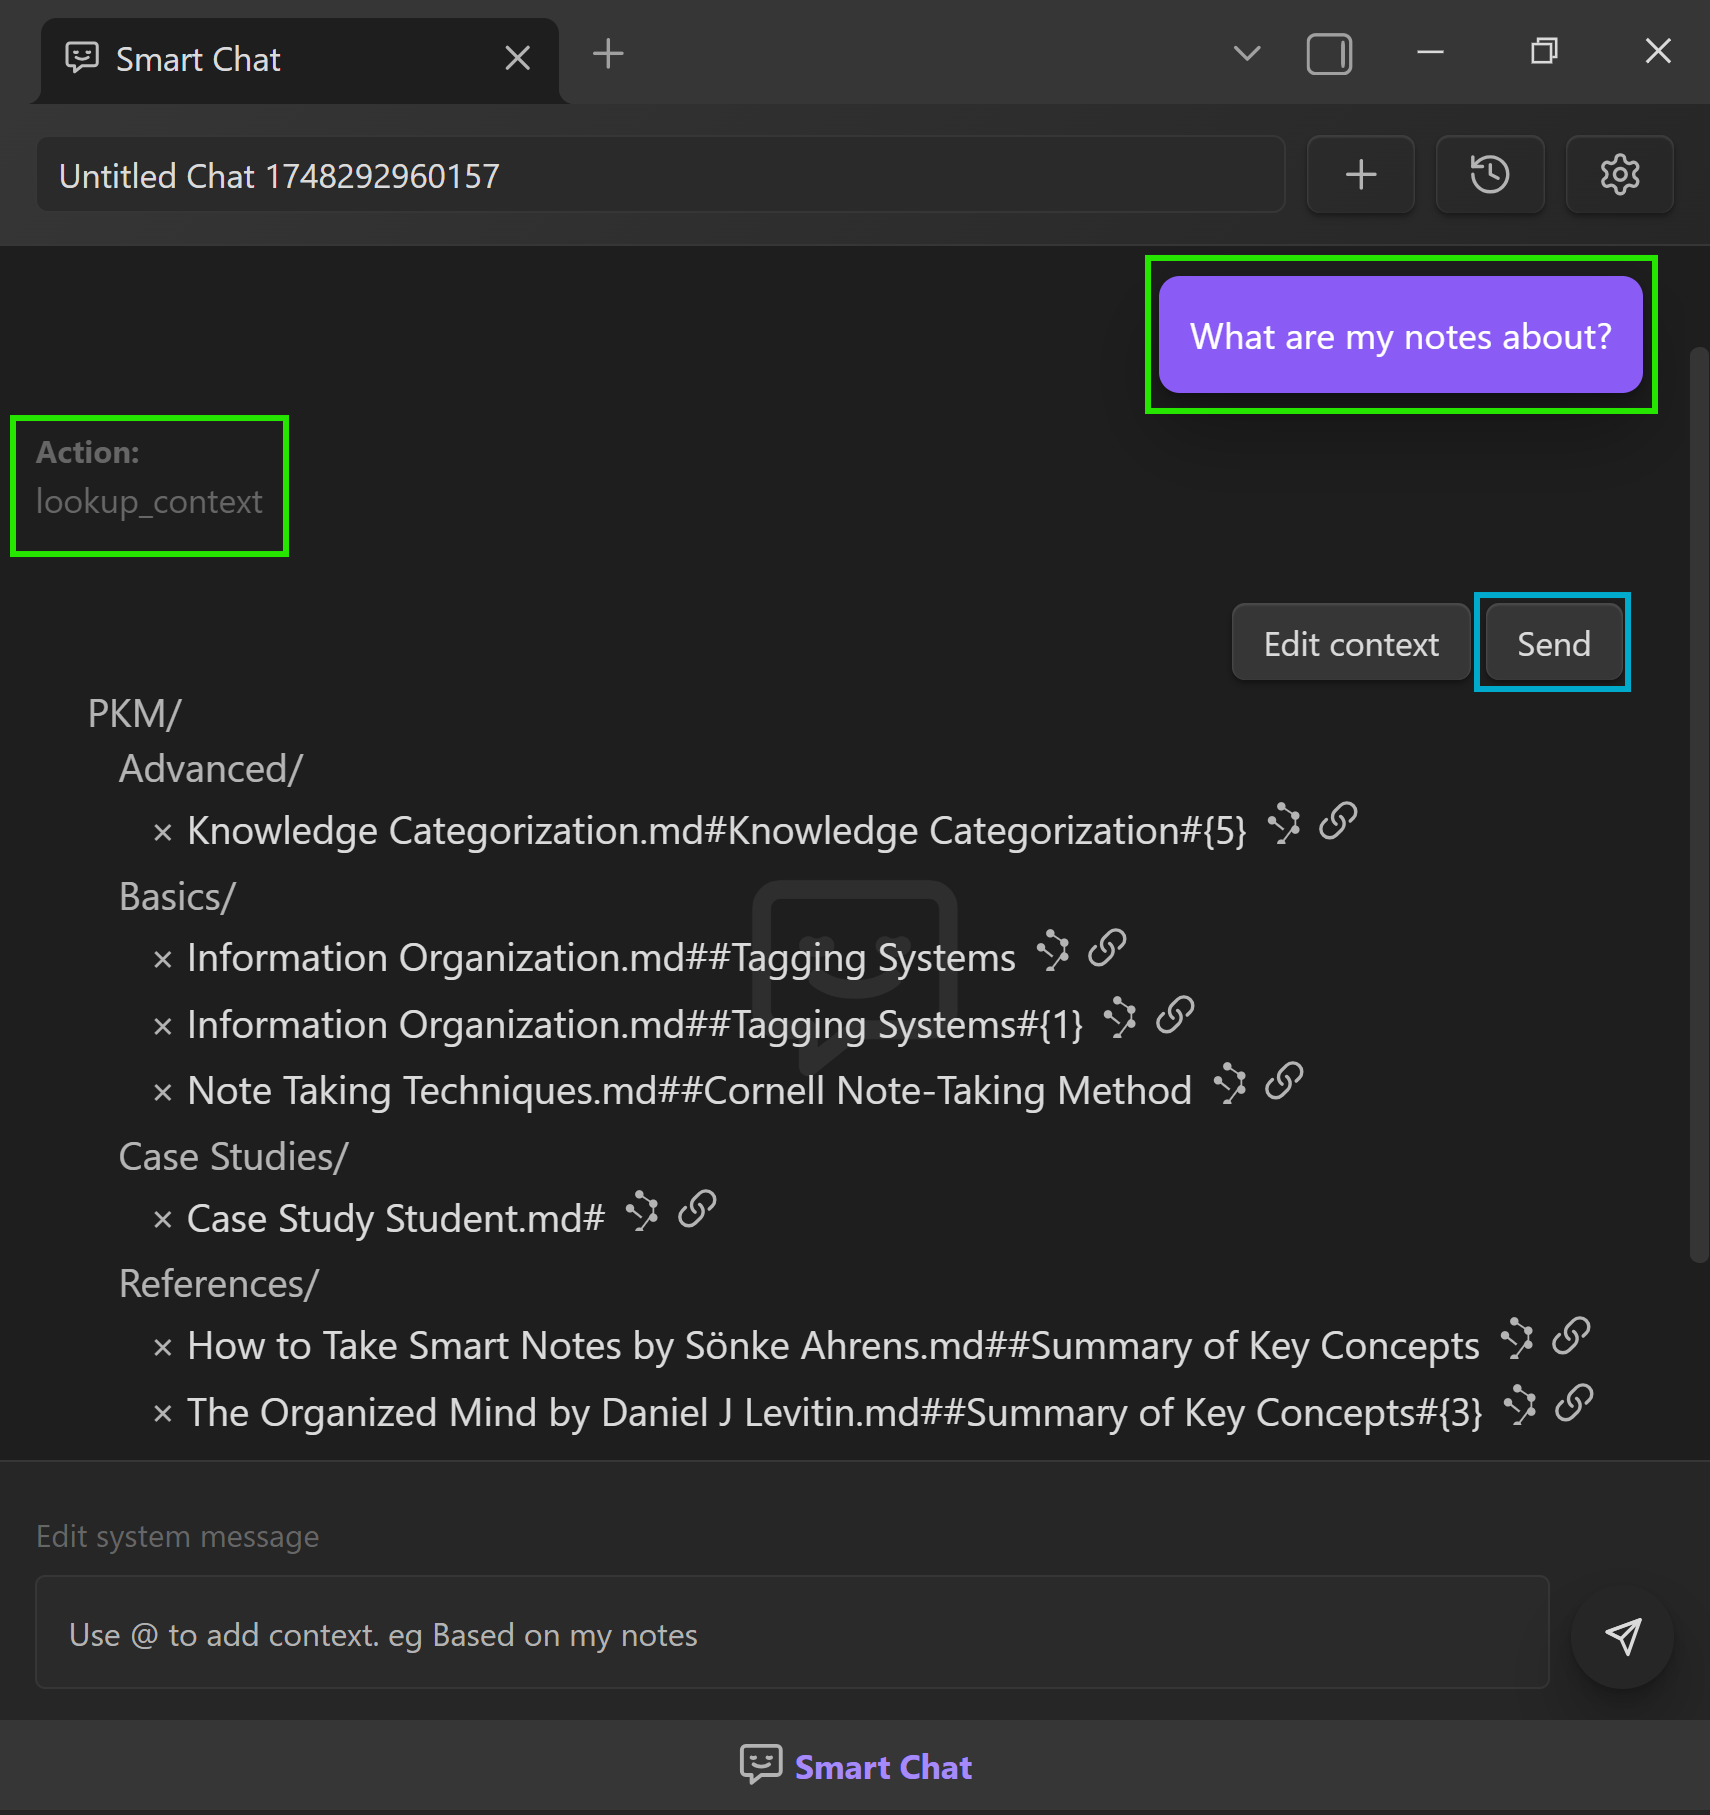 Smart Chat
Untitled Chat 1748292960157
What are my notes about?
Action:
lookup_context
Edit context Send
PKM/
Advanced/
× Knowledge Categorization.md#Knowledge Categorization#{5}
Basics/
× Information Organization.md##Tagging Systems
× Information Organization.md##Tagging Systems#{1}
× Note Taking Techniques.md##Cornell Note-Taking Method
Case Studies/
× Case Study Student.md#
References/
× How to Take Smart Notes by Sönke Ahrens.md##Summary of Key Concepts
× The Organized Mind by Daniel J Levitin.md##Summary of Key Concepts#{3}
Edit system message
Use @ to add context. eg Based on my notes
Smart Chat